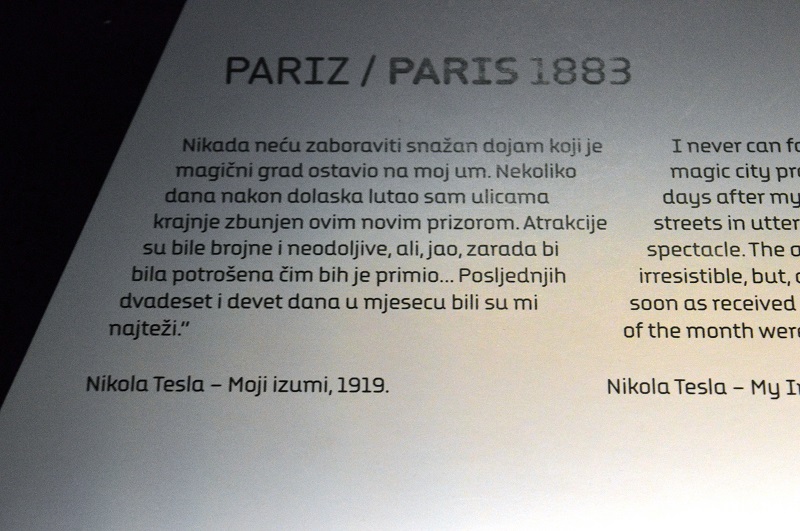 PARIZ / PARIS 1883
Nikada neću zaboraviti snažan dojam koji je
magični grad ostavio na moj um. Nekoliko
dana nakon dolaska lutao sam ulicama
krajnje zbunjen ovim novim prizorom. Atrakcije
su bile brojne i neodoljive, ali, jao, zarada bi
bila potrošena čim bih je primio... Posljednjih
dvadeset i devet dana u mjesecu bili su mi
najteži.”
Nikola Tesla – Moji izumi, 1919.
I never can
magic city
days after my
streets in
spectacle. The
irresistible, but,
soon as received
of the month
Nikola Tesla – My